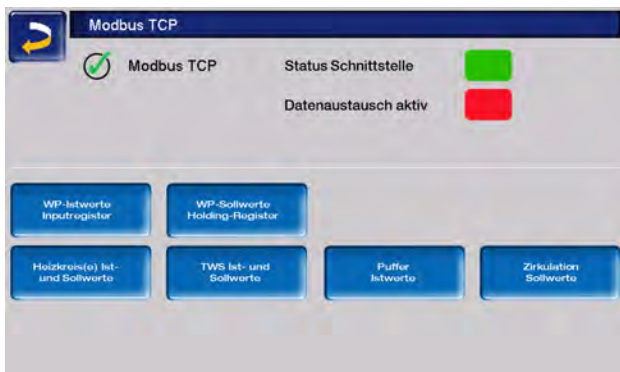 Modbus TCP
Modbus TCP
Status Schnittstelle
Datenaustausch aktiv
WP-Istwerte
Inputregister
WP-Sollwerte
Holding-Register
Heizkreis(e) Ist-
und Sollwerte
TWS Ist- und
Sollwerte
Puffer
Istwerte
Zirkulation
Sollwerte